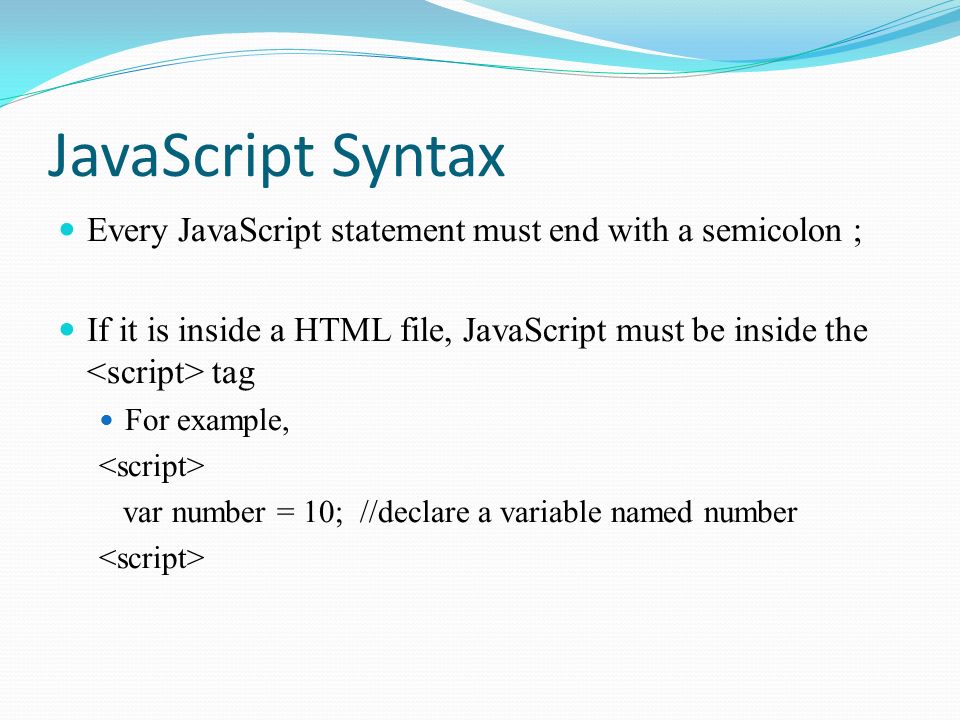 JavaScript Syntax
Every JavaScript statement must end with a semicolon ;
If it is inside a HTML file, JavaScript must be inside the
<script> tag
For example,
<script>
var number = 10;  //declare a variable named number
<script>